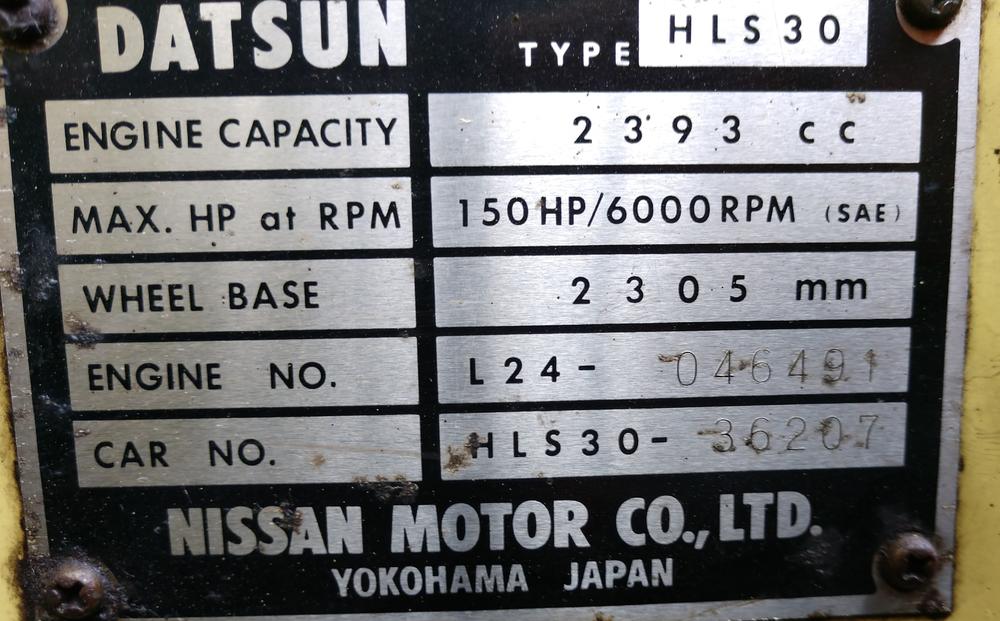 DATSUN TYPE HLS30
ENGINE CAPACITY 2393 cc
MAX. HP at RPM 150HP/6000RPM (SAE)
WHEEL BASE 2305 mm
ENGINE NO. L24- 046491
CAR NO. HLS30- 36207
NISSAN MOTOR CO.,LTD.
YOKOHAMA JAPAN